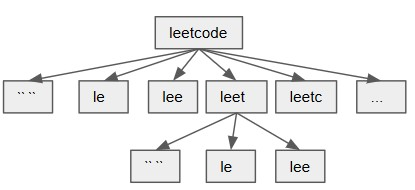 leetcode
`` `` le lee leet leetc ...
`` `` le lee